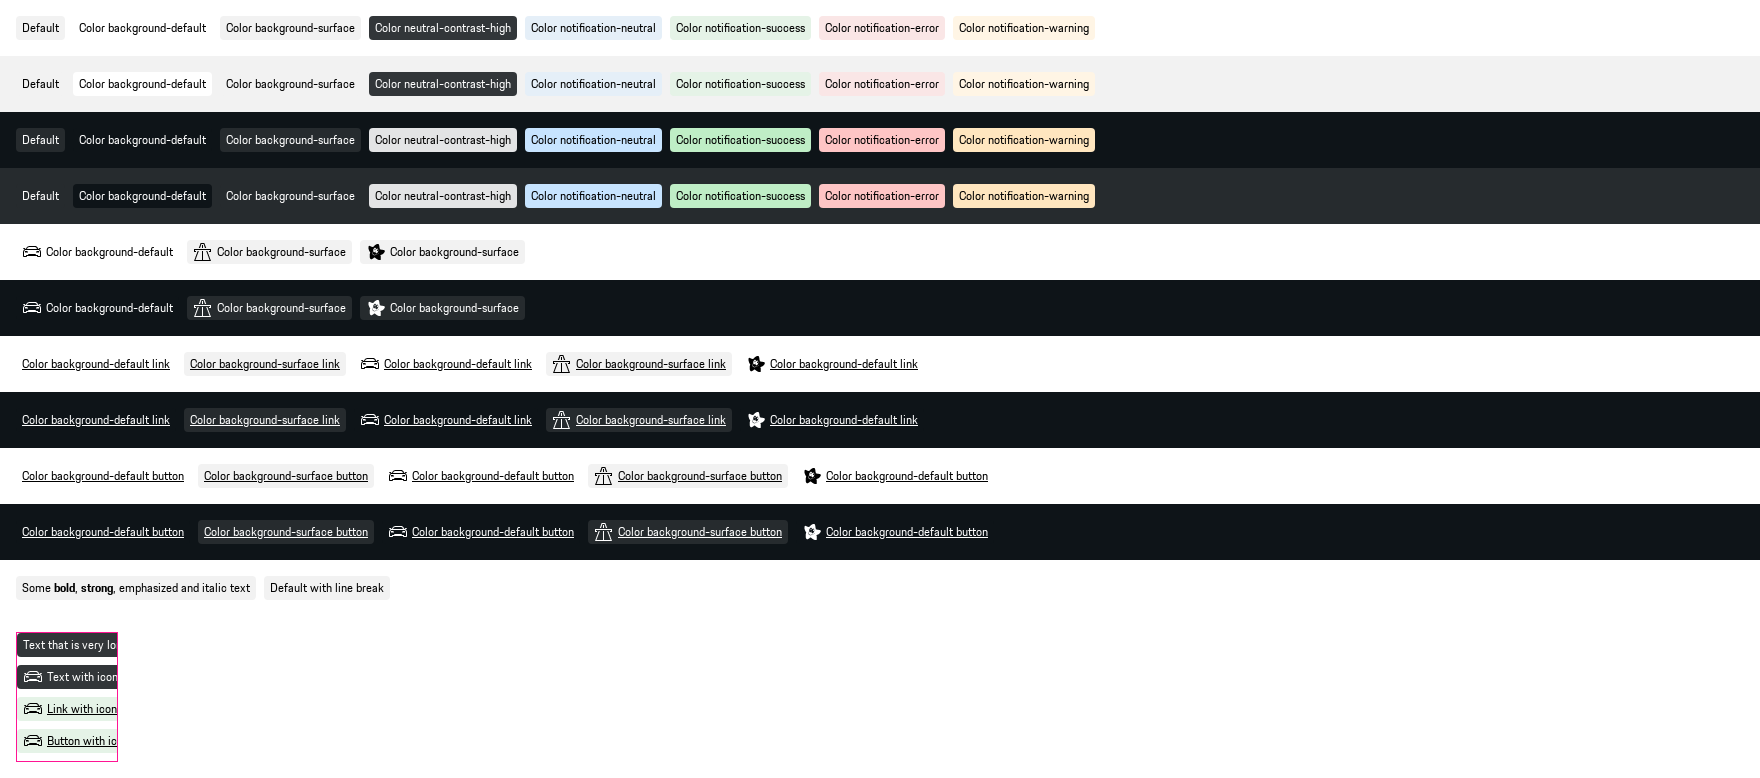 Default Color background-default Color background-surface Color neutral-contrast-high Color notification-neutral Color notification-success Color notification-error Color notification-warning
Default Color background-default Color background-surface Color neutral-contrast-high Color notification-neutral Color notification-success Color notification-error Color notification-warning
Default Color background-default Color background-surface Color neutral-contrast-high Color notification-neutral Color notification-success Color notification-error Color notification-warning
Default Color background-default Color background-surface Color neutral-contrast-high Color notification-neutral Color notification-success Color notification-error Color notification-warning
Color background-default Color background-surface Color background-surface
Color background-default Color background-surface Color background-surface
Color background-default link Color background-surface link Color background-default link Color background-surface link Color background-default link
Color background-default link Color background-surface link Color background-default link Color background-surface link Color background-default link
Color background-default button Color background-surface button Color background-default button Color background-surface button Color background-default button
Color background-default button Color background-surface button Color background-default button Color background-surface button Color background-default button
Some bold, strong, emphasized and italic text Default with line break
Text that is very lo
Text with icon
Link with icon
Button with ic